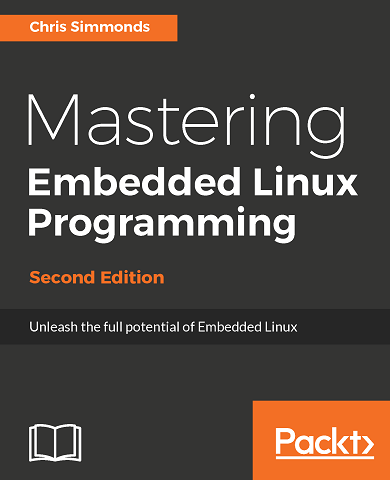 Chris Simmonds
Mastering
Embedded Linux
Programming
Second Edition
Unleash the full potential of Embedded Linux
Packt>